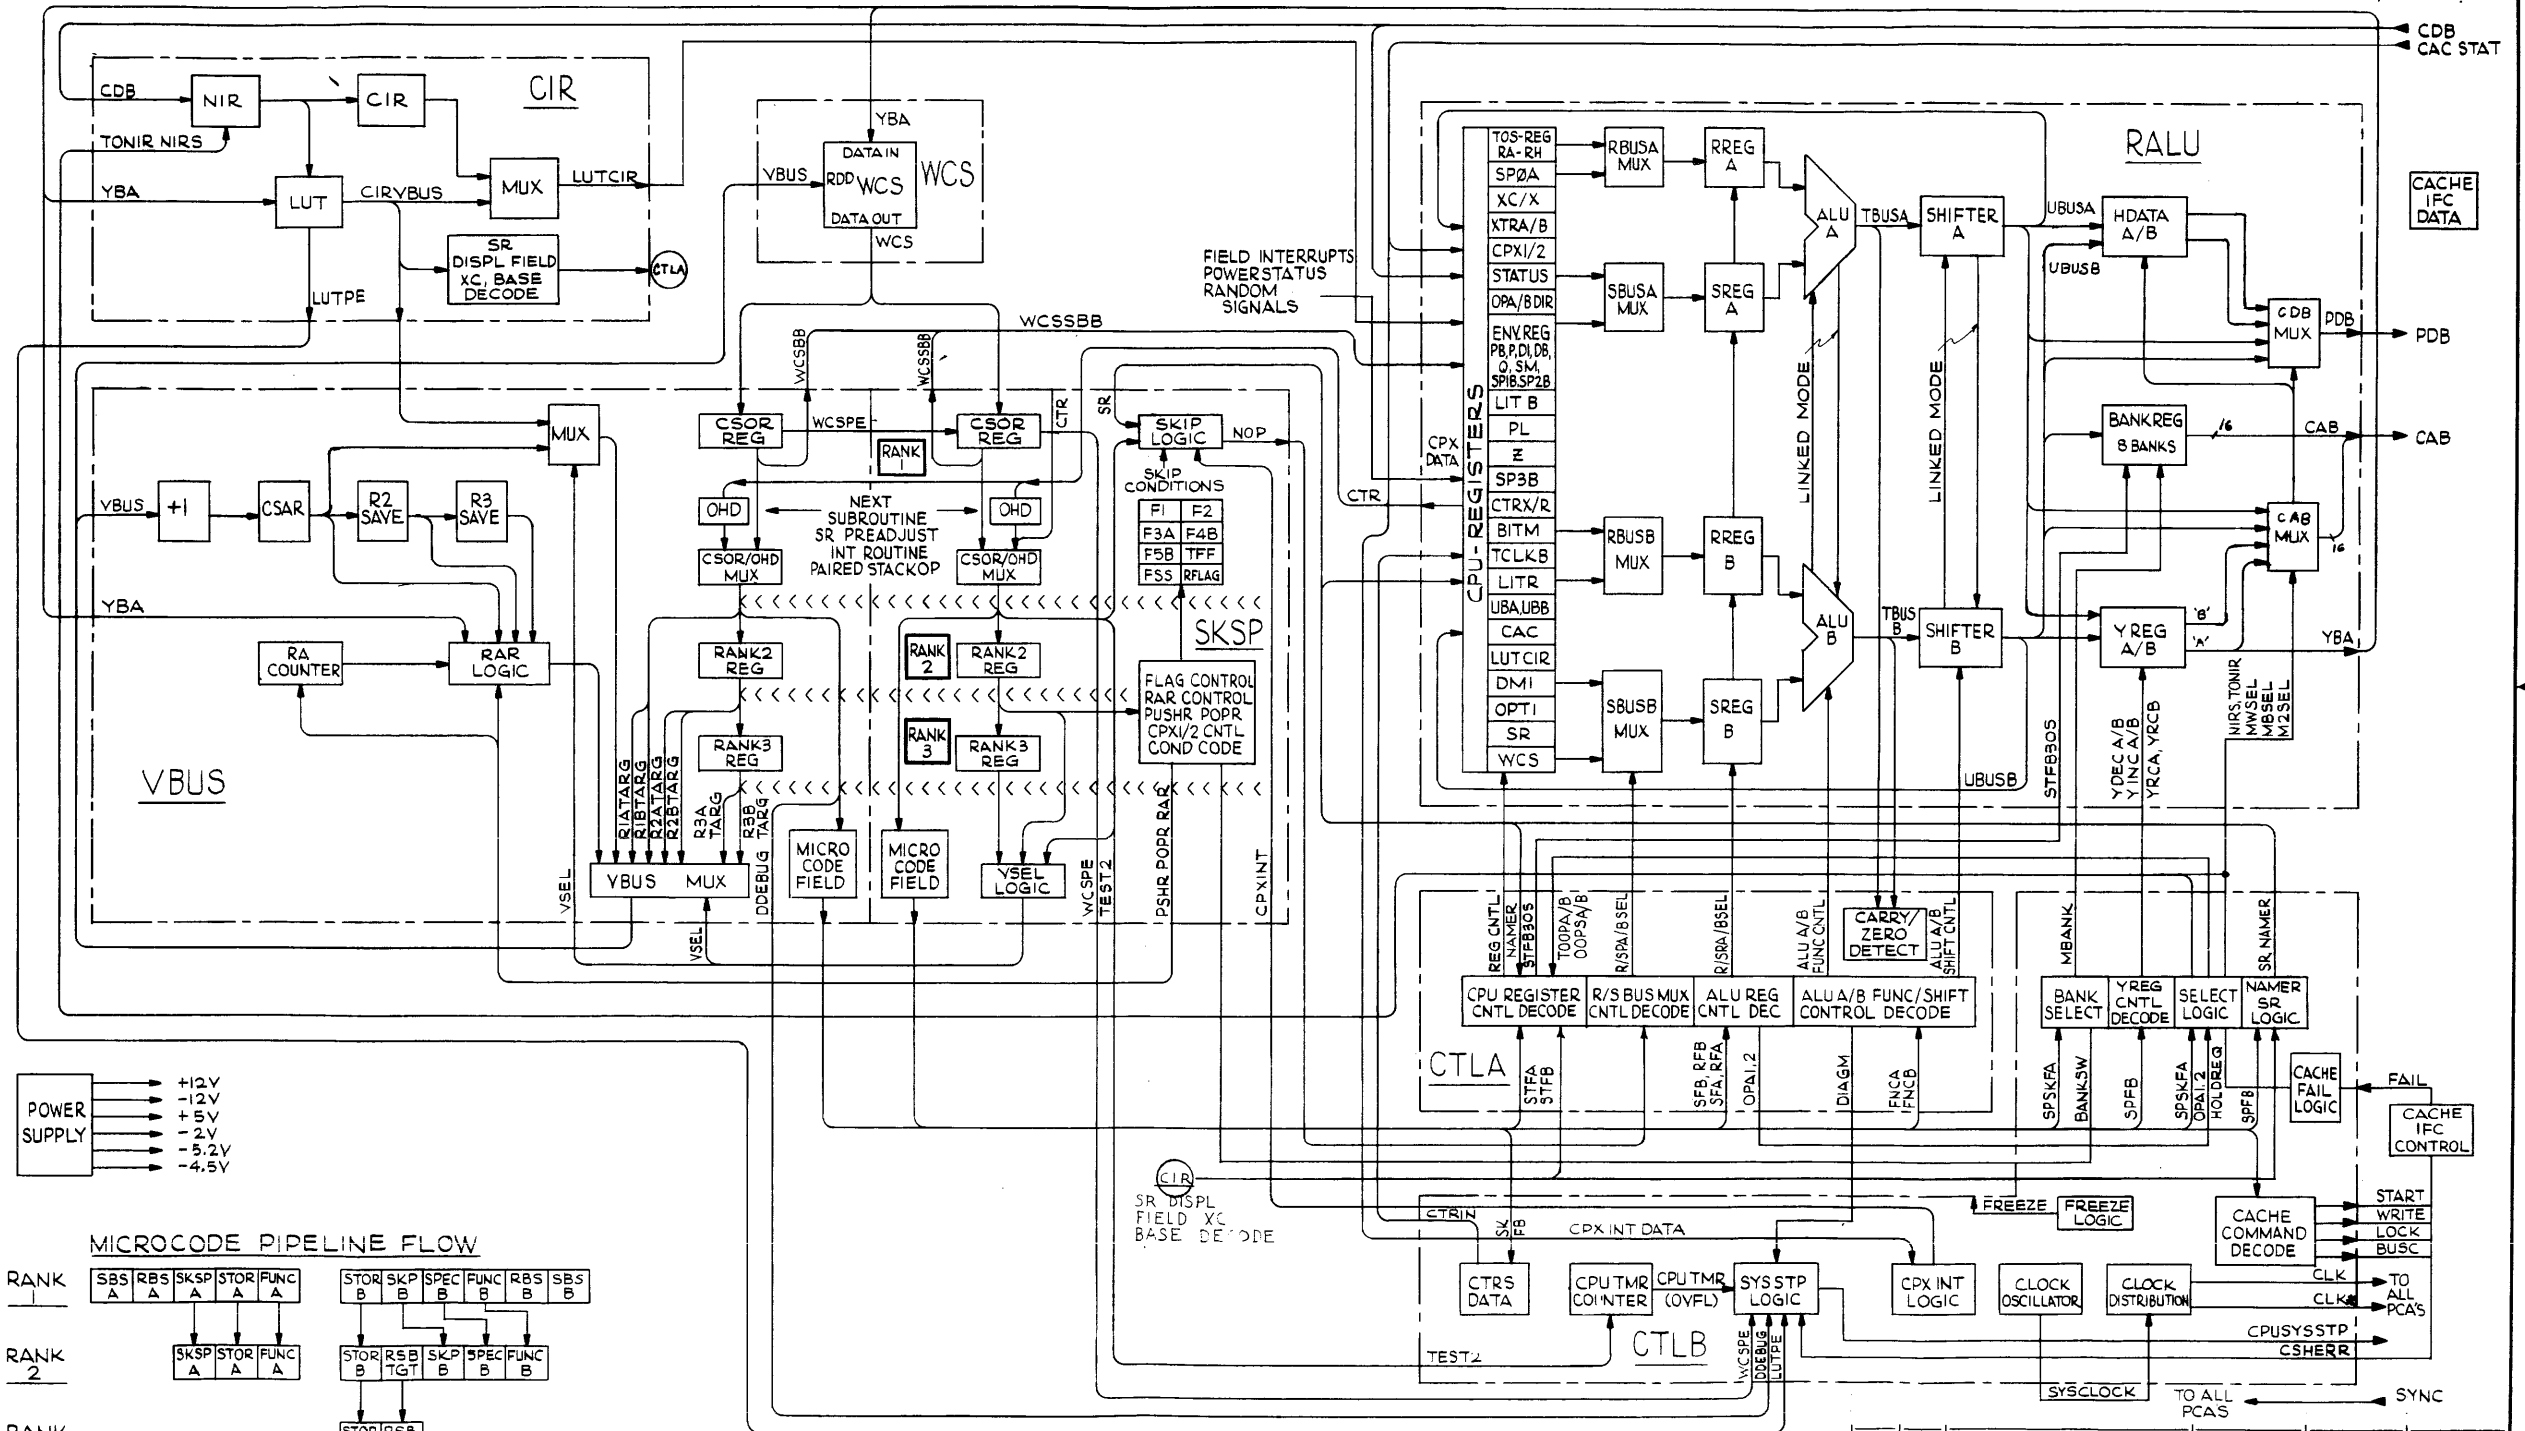 CDB
CAC STAT
CIR
CDB
NIR
CIR
TONIR NIRS
YBA
LUT
CIRVBUS
MUX
LUTCIR
SR
DISPL FIELD
XC, BASE
DECODE
CTLA
LUTPE
YBA
DATA IN
VBUS
RDD WCS
DATA OUT
WCS
WCS
FIELD INTERRUPTS
POWERSTATUS
RANDOM
SIGNALS
WCSSBB
WCSBB
WCSSBB
CTR
SR
RALU
CPU-REGISTERS
TOS-REG
RA-RH
SPØA
XC/X
XTRA/B
CPX1/2
STATUS
OPA/BDIR
ENV.REG
PB,P,DI,DB,
Q, SM,
SP1B,SP2B
LIT B
PL
Z
SP3B
CTRX/R
BITM
TCLKB
LITR
UBA,UBB
CAC
LUTCIR
DMI
OPTI
SR
WCS
CPX
DATA
CTR
RBUSA
MUX
RREG
A
SBUSA
MUX
SREG
A
RBUSB
MUX
RREG
B
SBUSB
MUX
SREG
B
ALU
A
TBUSA
SHIFTER
A
UBUSA
UBUSB
HDATA
A/B
LINKED MODE
LINKED MODE
CDB
MUX
PDB
PDB
BANKREG
8 BANKS
16
CAB
CAB
CAB
MUX
16
ALU
B
TBUS
B
SHIFTER
B
YREG
A/B
'B'
'A'
YBA
UBUSB
STFBBOS
YDEC A/B
YINC A/B
YRCA, YRCB
NIRS,TONIR
MWSEL
MBSEL
M2SEL
CACHE
IFC
DATA
VBUS
VBUS
+1
CSAR
R2
SAVE
R3
SAVE
MUX
YBA
RA
COUNTER
RAR
LOGIC
CSOR
REG
WCSPE
CSOR
REG
RANK
1
OHD
OHD
NEXT
SUBROUTINE
SR PREADJUST
INT ROUTINE
PAIRED STACKOP
CSOR/OHD
MUX
CSOR/OHD
MUX
RANK2
REG
RANK
2
RANK2
REG
RANK3
REG
RANK
3
RANK3
REG
SKIP
LOGIC
NOP
SKIP
CONDITIONS
F1 F2
F3A F4B
F5B TFF
FSS RFLAG
SKSP
FLAG CONTROL
RAR CONTROL
PUSHR POPR
CPX1/2 CNTL
COND CODE
R1ATARG
R1BTARG
R2ATARG
R2BTARG
R3A
TARG
R3B
TARG
VBUS MUX
VSEL
VSEL
DDEBUG
MICRO
CODE
FIELD
MICRO
CODE
FIELD
VSEL
LOGIC
WCSPE
TEST2
PSHR POPR RAR
CPXINT
REG CNTL
NAMER
STFBBOS
TOOPA/B
OOPSA/B
R/SPA/BSEL
R/SRA/BSEL
ALU A/B
FUNC CNTL
CARRY/
ZERO
DETECT
ALU A/B
SHIFT CNTL
MBANK
SR, NAMER
CPU REGISTER
CNTL DECODE
R/S BUS MUX
CNTL DECODE
ALU REG
CNTL DEC
ALU A/B FUNC/SHIFT
CONTROL DECODE
BANK
SELECT
YREG
CNTL
DECODE
SELECT
LOGIC
NAMER
SR
LOGIC
CTLA
STFA
STFB
SFB, RFB
SFA, RFA
OPA1,2
DIAGM
FNCA
FNCB
SPSKFA
BANKSW
SPFB
SPSKFA
OPA1,2
HOLDREQ
SPFB
CACHE
FAIL
LOGIC
FAIL
CACHE
IFC
CONTROL
POWER
SUPPLY
+12V
-12V
+5V
-2V
-5.2V
-4.5V
CIR
SR DISPL
FIELD XC
BASE DECODE
CTRIN
SK
FB
CPX INT DATA
FREEZE
FREEZE
LOGIC
CACHE
COMMAND
DECODE
START
WRITE
LOCK
BUSC
CTRS
DATA
CPU TMR
COUNTER
CPU TMR
(OVFL)
SYSSTP
LOGIC
CPX INT
LOGIC
CLOCK
OSCILLATOR
CLOCK
DISTRIBUTION
CLK
CLK*
TO
ALL
PCA'S
CPUSYSSTP
CSHERR
TEST2
CTLB
WCSPE
DDEBUG
LUTPE
SYSCLOCK
TO ALL
PCAS
SYNC
MICROCODE PIPELINE FLOW
RANK
1
SBS A RBS A SKSP A STOR A FUNC A
STOR B SKP B SPEC B FUNC B RBS B SBS B
RANK
2
SKSP A STOR A FUNC A
STOR B RSB TGT SKP B SPEC B FUNC B
RANK
STOR RSB